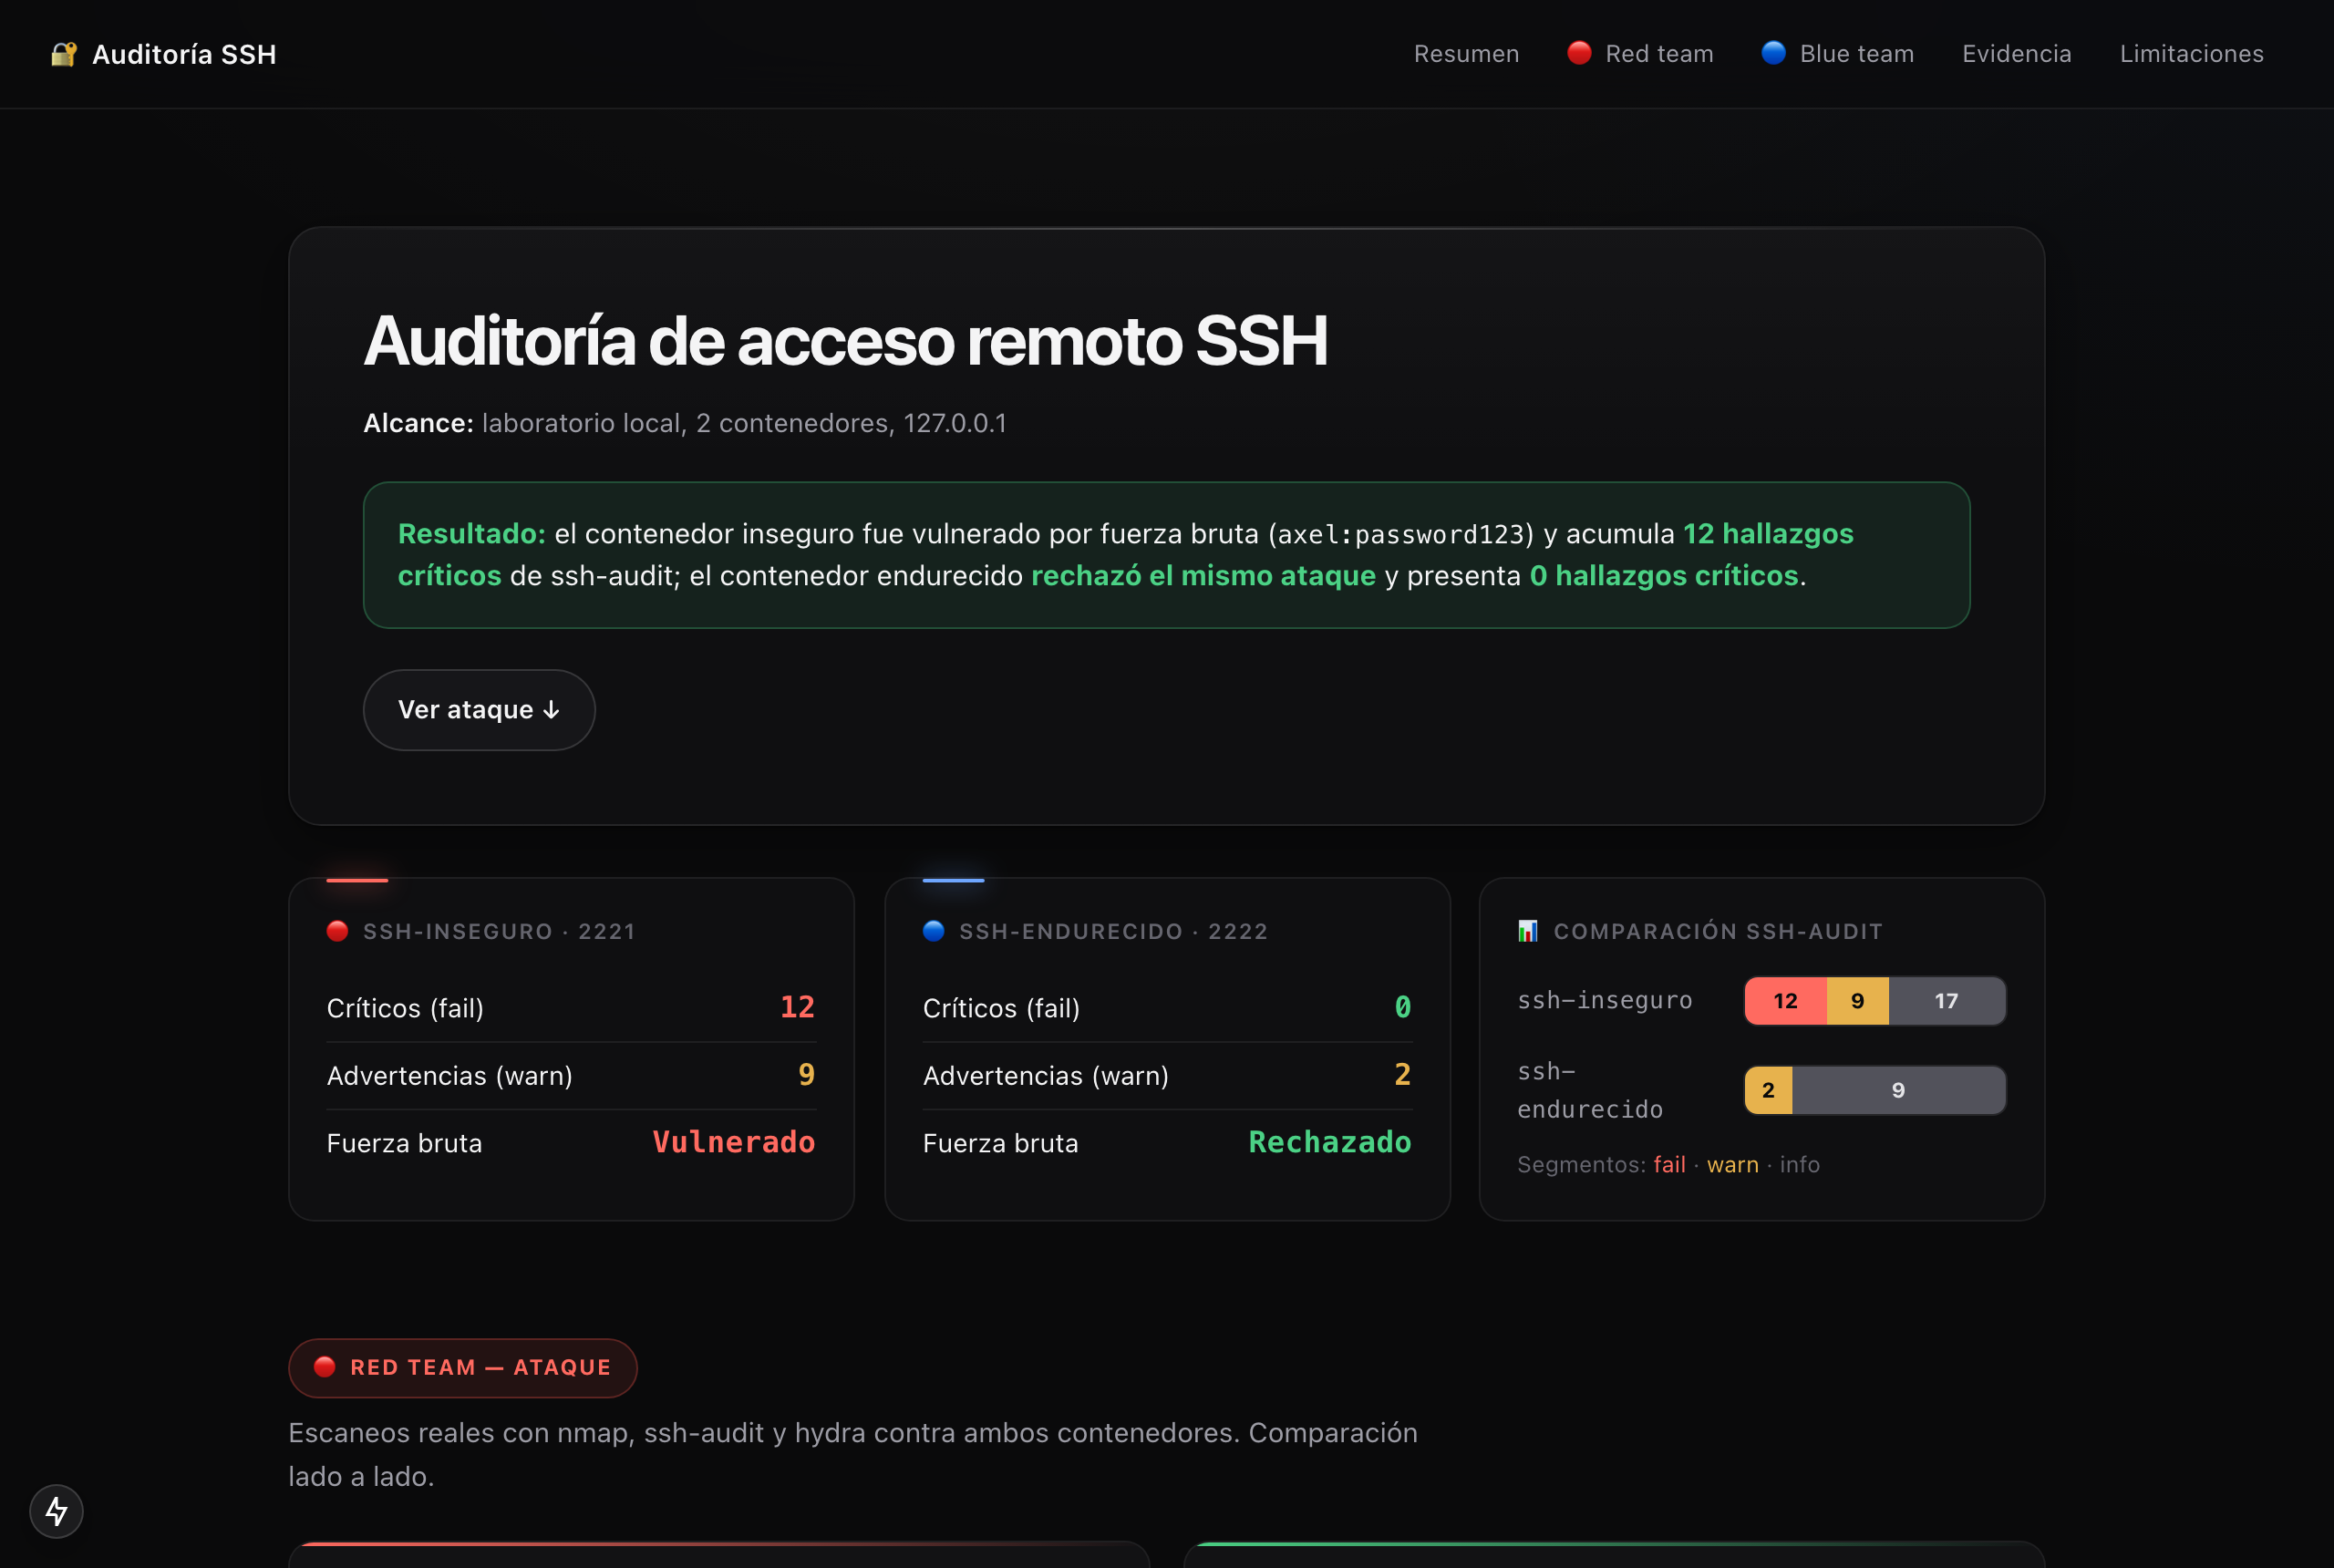 🔐 Auditoría SSH
Resumen
🔴 Red team
🔵 Blue team
Evidencia
Limitaciones
Auditoría de acceso remoto SSH
Alcance: laboratorio local, 2 contenedores, 127.0.0.1
Resultado: el contenedor inseguro fue vulnerado por fuerza bruta (axel:password123) y acumula 12 hallazgos
críticos de ssh-audit; el contenedor endurecido rechazó el mismo ataque y presenta 0 hallazgos críticos.
Ver ataque ↓
🔴 SSH-INSEGURO · 2221
Críticos (fail) 12
Advertencias (warn) 9
Fuerza bruta Vulnerado
🔵 SSH-ENDURECIDO · 2222
Críticos (fail) 0
Advertencias (warn) 2
Fuerza bruta Rechazado
📊 COMPARACIÓN SSH-AUDIT
ssh-inseguro 12 9 17
ssh-
endurecido 2 9
Segmentos: fail · warn · info
🔴 RED TEAM — ATAQUE
Escaneos reales con nmap, ssh-audit y hydra contra ambos contenedores. Comparación
lado a lado.